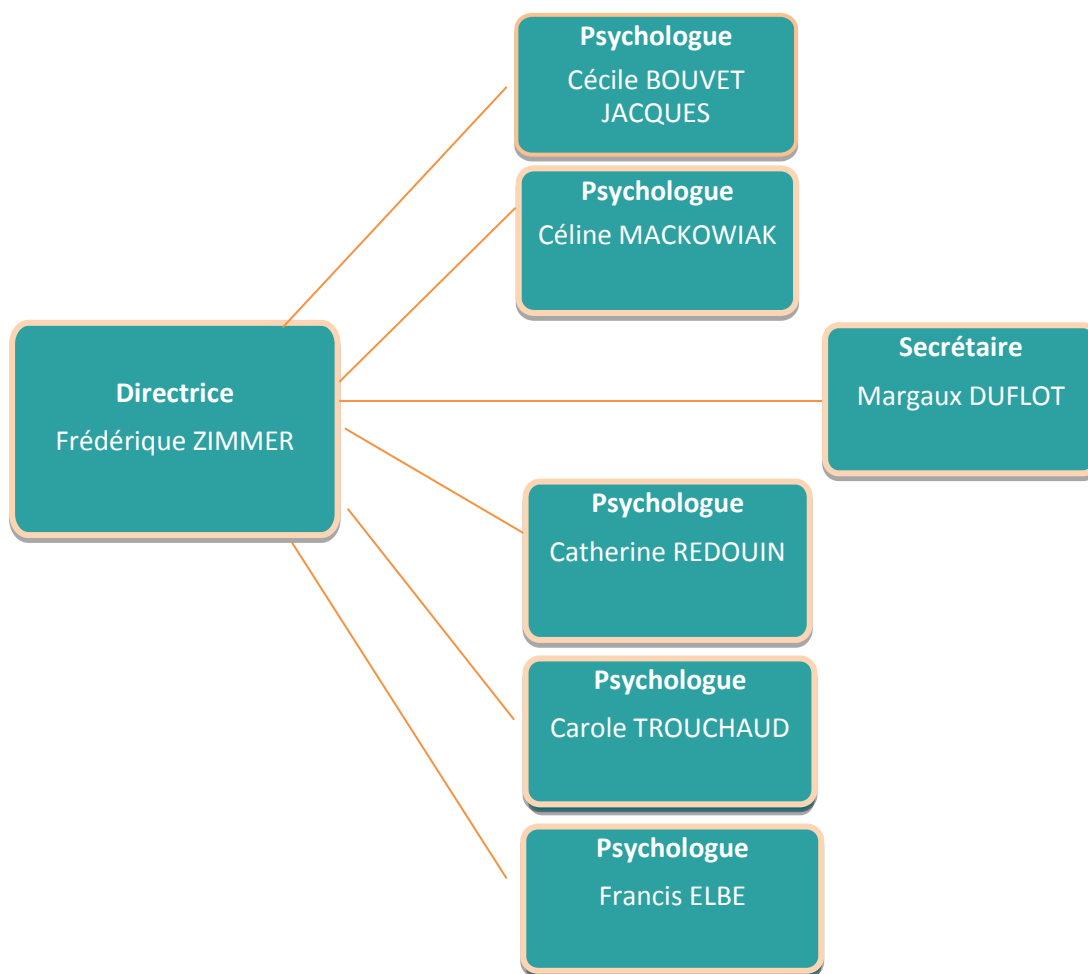 Psychologue
Cécile BOUVET
JACQUES
Psychologue
Céline MACKOWIAK
Directrice
Frédérique ZIMMER
Secrétaire
Margaux DUFLOT
Psychologue
Catherine REDOUIN
Psychologue
Carole TROUCHAUD
Psychologue
Francis ELBE